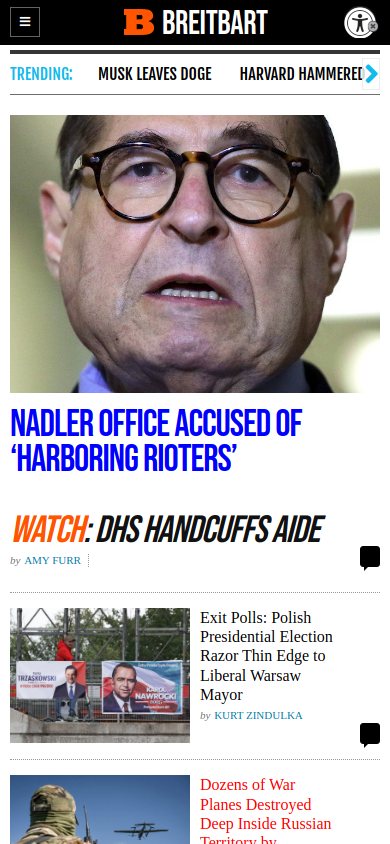 BREITBART
TRENDING:
MUSK LEAVES DOGE
HARVARD HAMMERED
NADLER OFFICE ACCUSED OF
‘HARBORING RIOTERS’
WATCH: DHS HANDCUFFS AIDE
by AMY FURR
TRZASKOWSKI
KAROL
NAWROCKI
Exit Polls: Polish
Presidential Election
Razor Thin Edge to
Liberal Warsaw
Mayor
by KURT ZINDULKA
Dozens of War
Planes Destroyed
Deep Inside Russian
Territory by